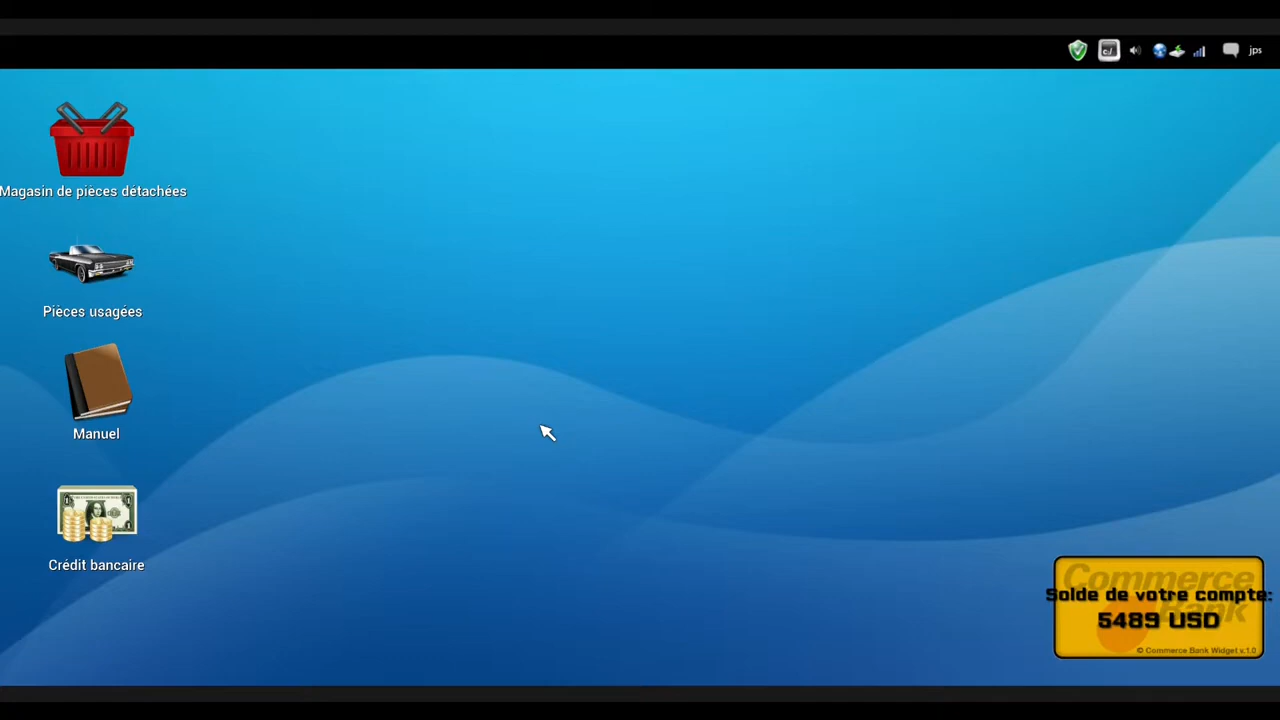 c:/
jps
Magasin de pièces détachées
Pièces usagées
Manuel
Crédit bancaire
Commerce
Bank
Solde de votre compte:
5489 USD
© Commerce Bank Widget v.1.0